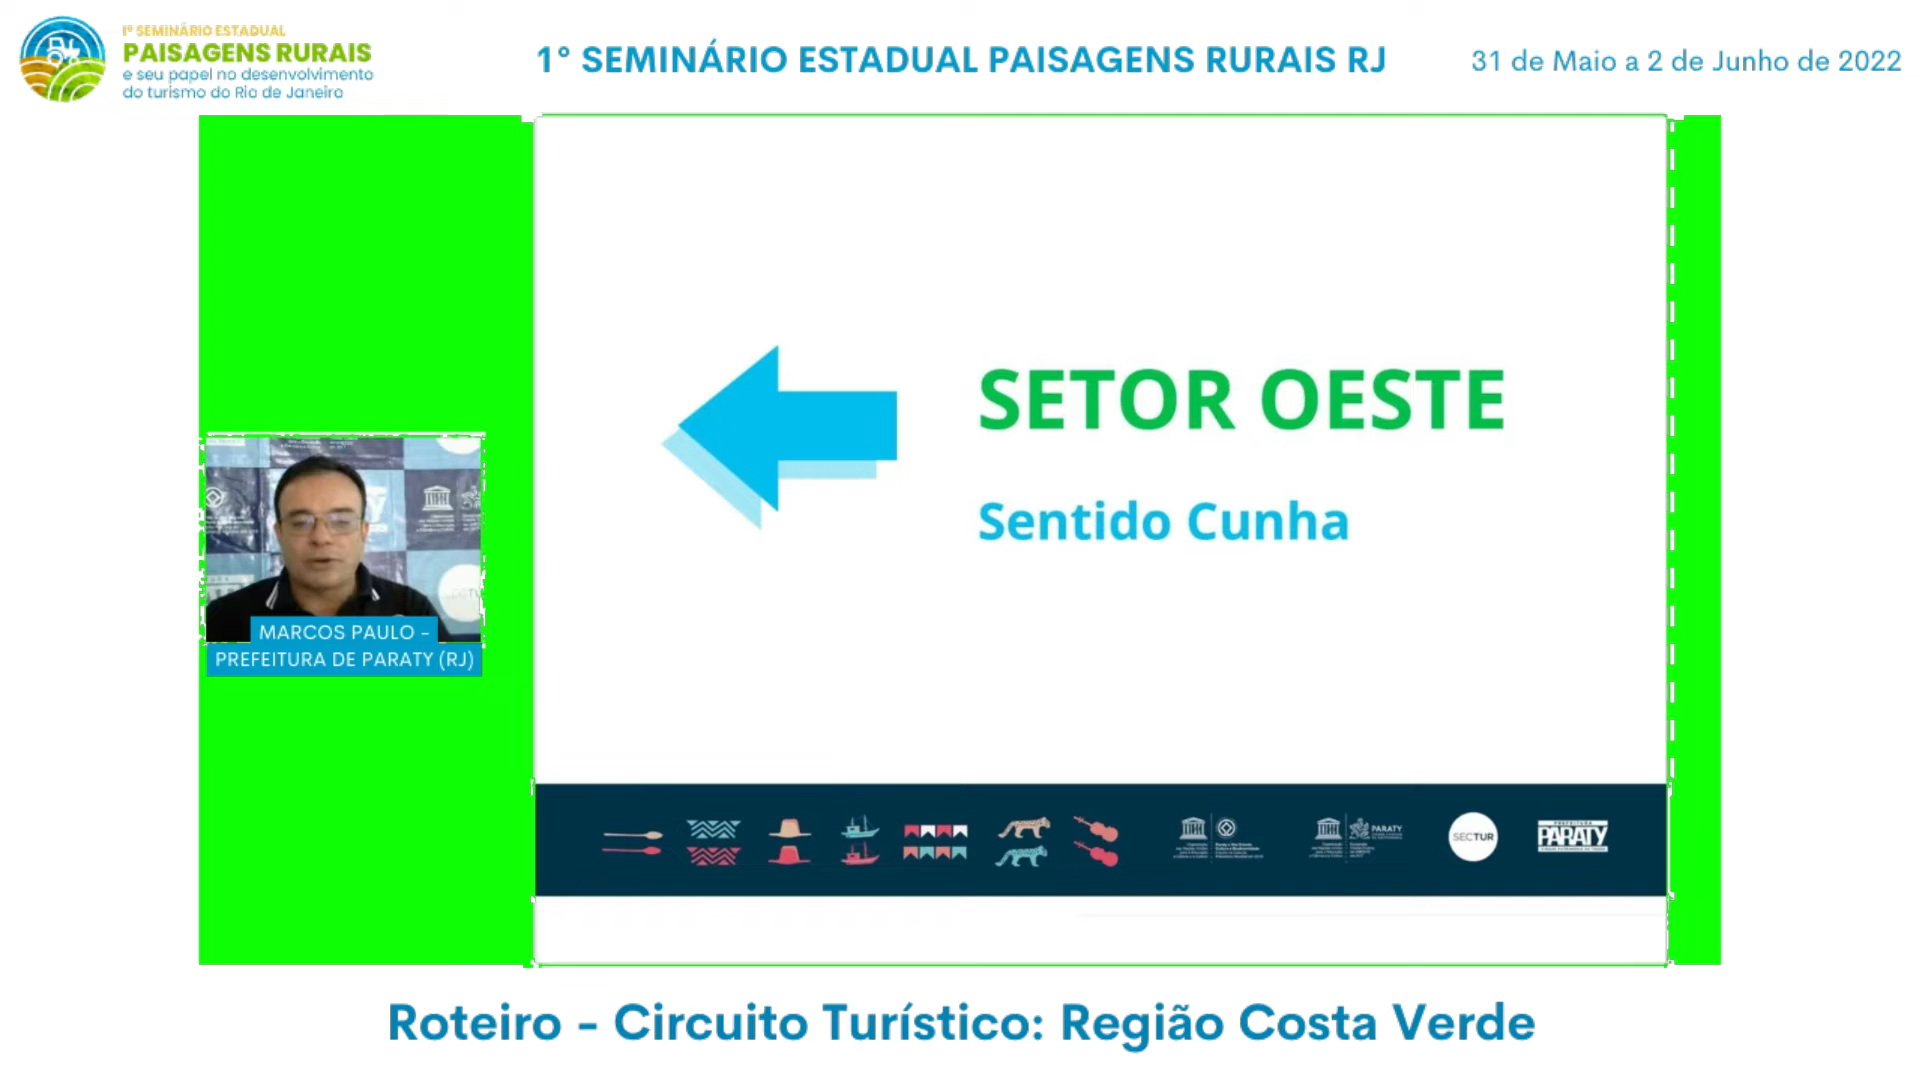 1º SEMINÁRIO ESTADUAL
PAISAGENS RURAIS
e seu papel no desenvolvimento
do turismo do Rio de Janeiro
1° SEMINÁRIO ESTADUAL PAISAGENS RURAIS RJ
31 de Maio a 2 de Junho de 2022
SETOR OESTE
Sentido Cunha
MARCOS PAULO -
PREFEITURA DE PARATY (RJ)
PARATY
SECTUR
PREFEITURA
PARATY
Roteiro - Circuito Turístico: Região Costa Verde